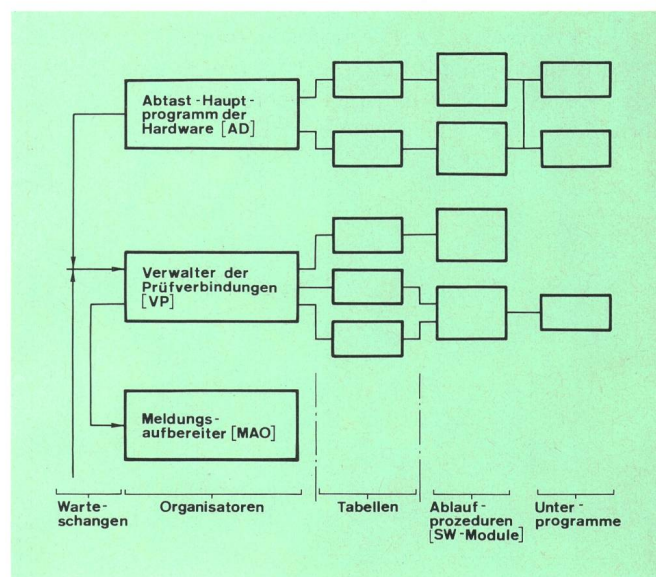 Abtast-Haupt-
programm der
Hardware [AD]
Verwalter der
Prüfverbindungen
[VP]
Meldungs-
aufbereiter [MAO]
Warte-
schangen
Organisatoren
Tabellen
Ablauf-
prozeduren
[SW-Module]
Unter-
programme